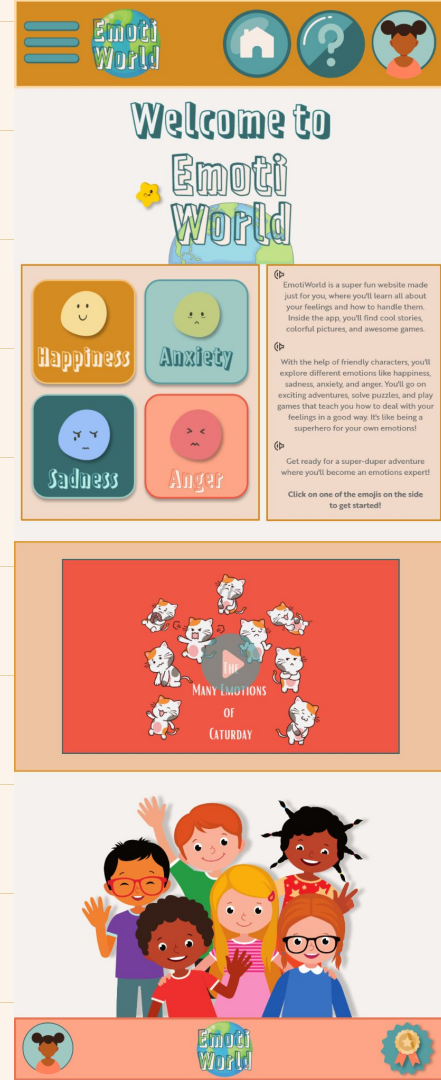 Emoti
World
Welcome to
Emoti
World
Happiness
Anxiety
Sadness
Anger
EmotiWorld is a super fun website made
just for you, where you'll learn all about
your feelings and how to handle them.
Inside the app, you'll find cool stories,
colorful pictures, and awesome games.
With the help of friendly characters, you'll
explore different emotions like happiness,
sadness, anxiety, and anger. You'll go on
exciting adventures, solve puzzles, and play
games that teach you how to deal with your
feelings in a good way. It's like being a
superhero for your own emotions!
Get ready for a super-duper adventure
where you'll become an emotions expert!
Click on one of the emojis on the side
to get started!
The
Many Emotions
of
Caturday
Emoti
World